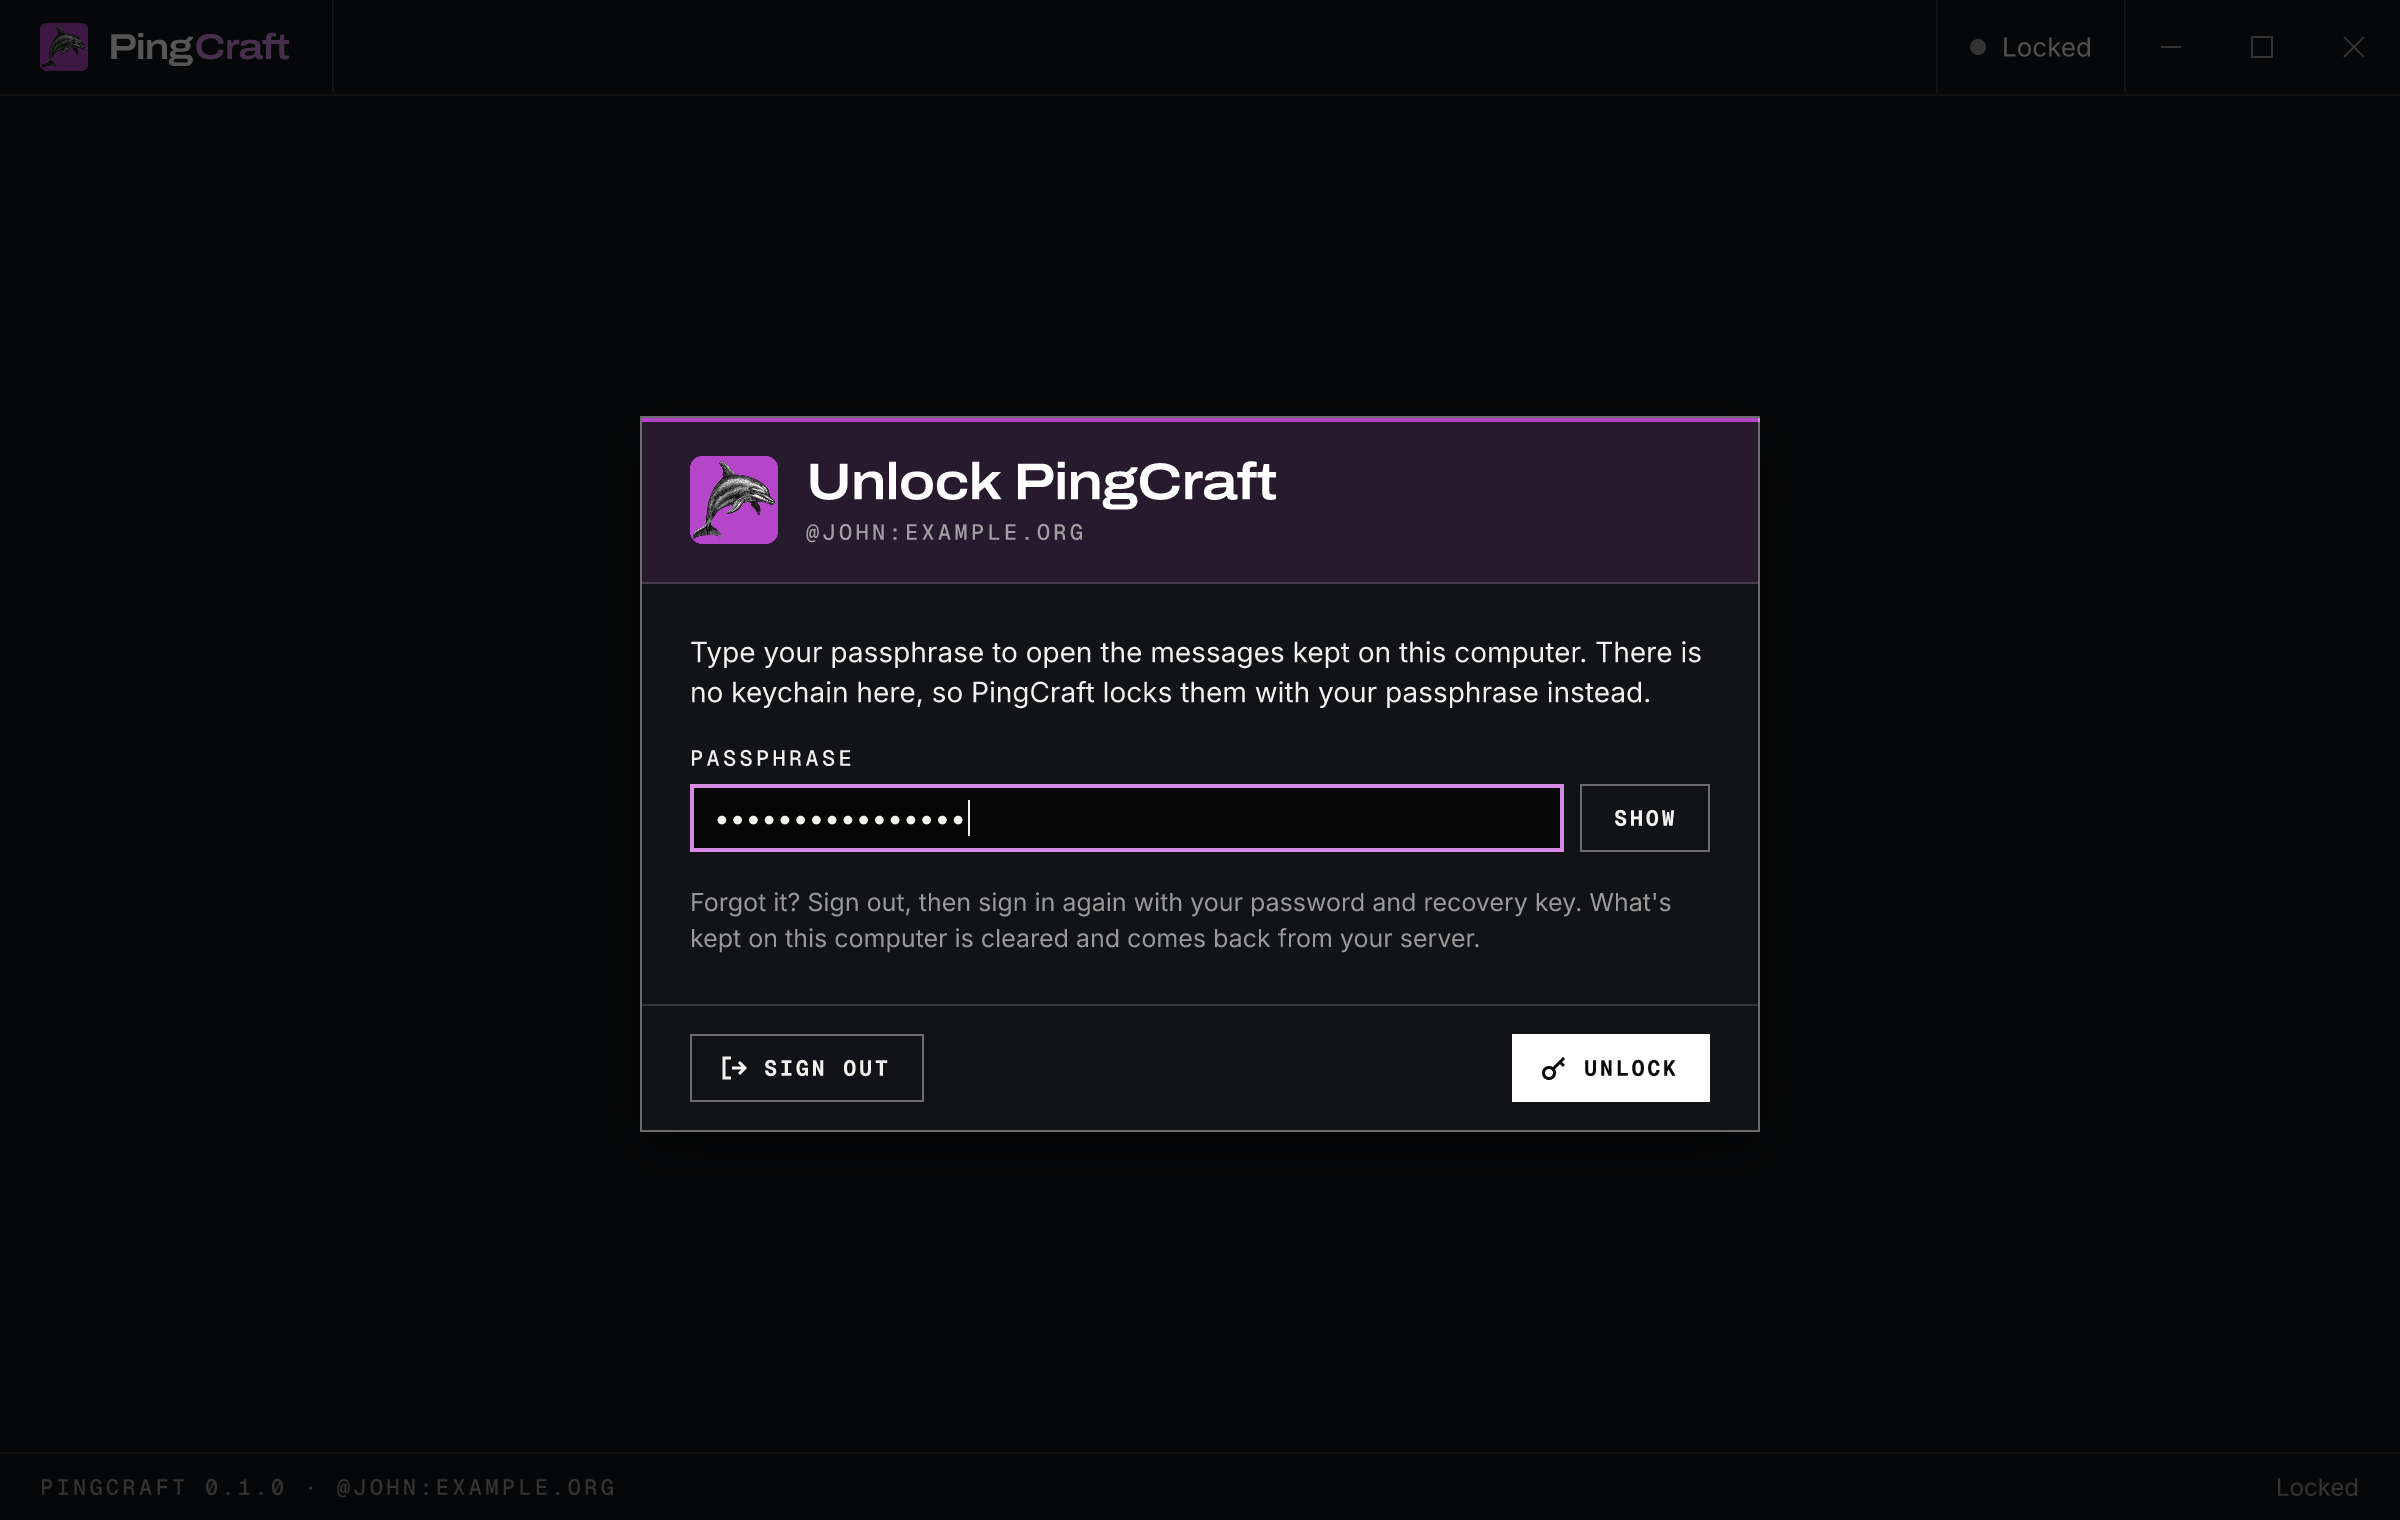 PingCraft
Locked
Unlock PingCraft
@JOHN:EXAMPLE.ORG
Type your passphrase to open the messages kept on this computer. There is
no keychain here, so PingCraft locks them with your passphrase instead.
PASSPHRASE
SHOW
Forgot it? Sign out, then sign in again with your password and recovery key. What's
kept on this computer is cleared and comes back from your server.
SIGN OUT
UNLOCK
PINGCRAFT 0.1.0 · @JOHN:EXAMPLE.ORG
Locked